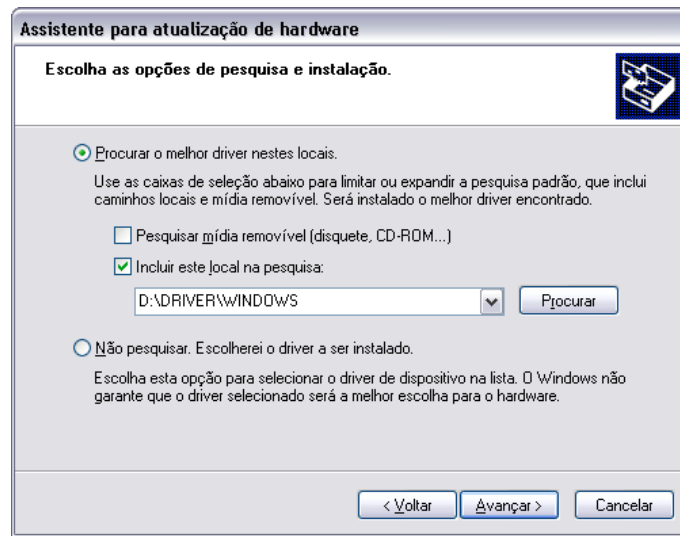 Assistente para atualização de hardware
Escolha as opções de pesquisa e instalação.
Procurar o melhor driver nestes locais.
Use as caixas de seleção abaixo para limitar ou expandir a pesquisa padrão, que inclui
caminhos locais e mídia removível. Será instalado o melhor driver encontrado.
Pesquisar mídia removível (disquete, CD-ROM...)
Incluir este local na pesquisa:
D:\DRIVER\WINDOWS
Procurar
Não pesquisar. Escolherei o driver a ser instalado.
Escolha esta opção para selecionar o driver de dispositivo na lista. O Windows não
garante que o driver selecionado será a melhor escolha para o hardware.
< Voltar
Avançar >
Cancelar